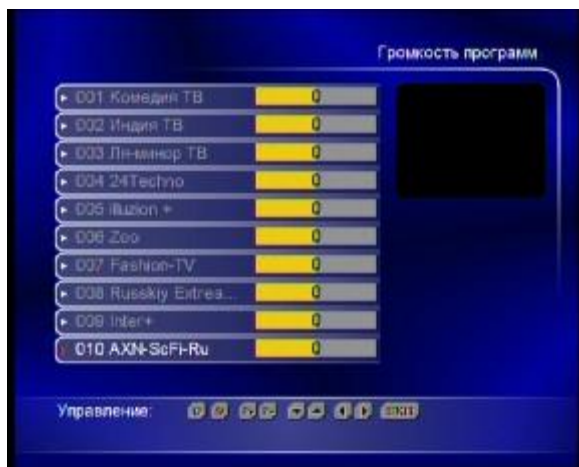 Громкость программ
001 Комедия ТВ 0
002 Индия ТВ 0
003 Ля-минор ТВ 0
004 24Techno 0
005 illuzion + 0
006 Zoo 0
007 Fashion-TV 0
008 Russkiy Extrea... 0
009 Inter+ 0
010 AXN-SciFi-Ru 0
Управление: EXIT